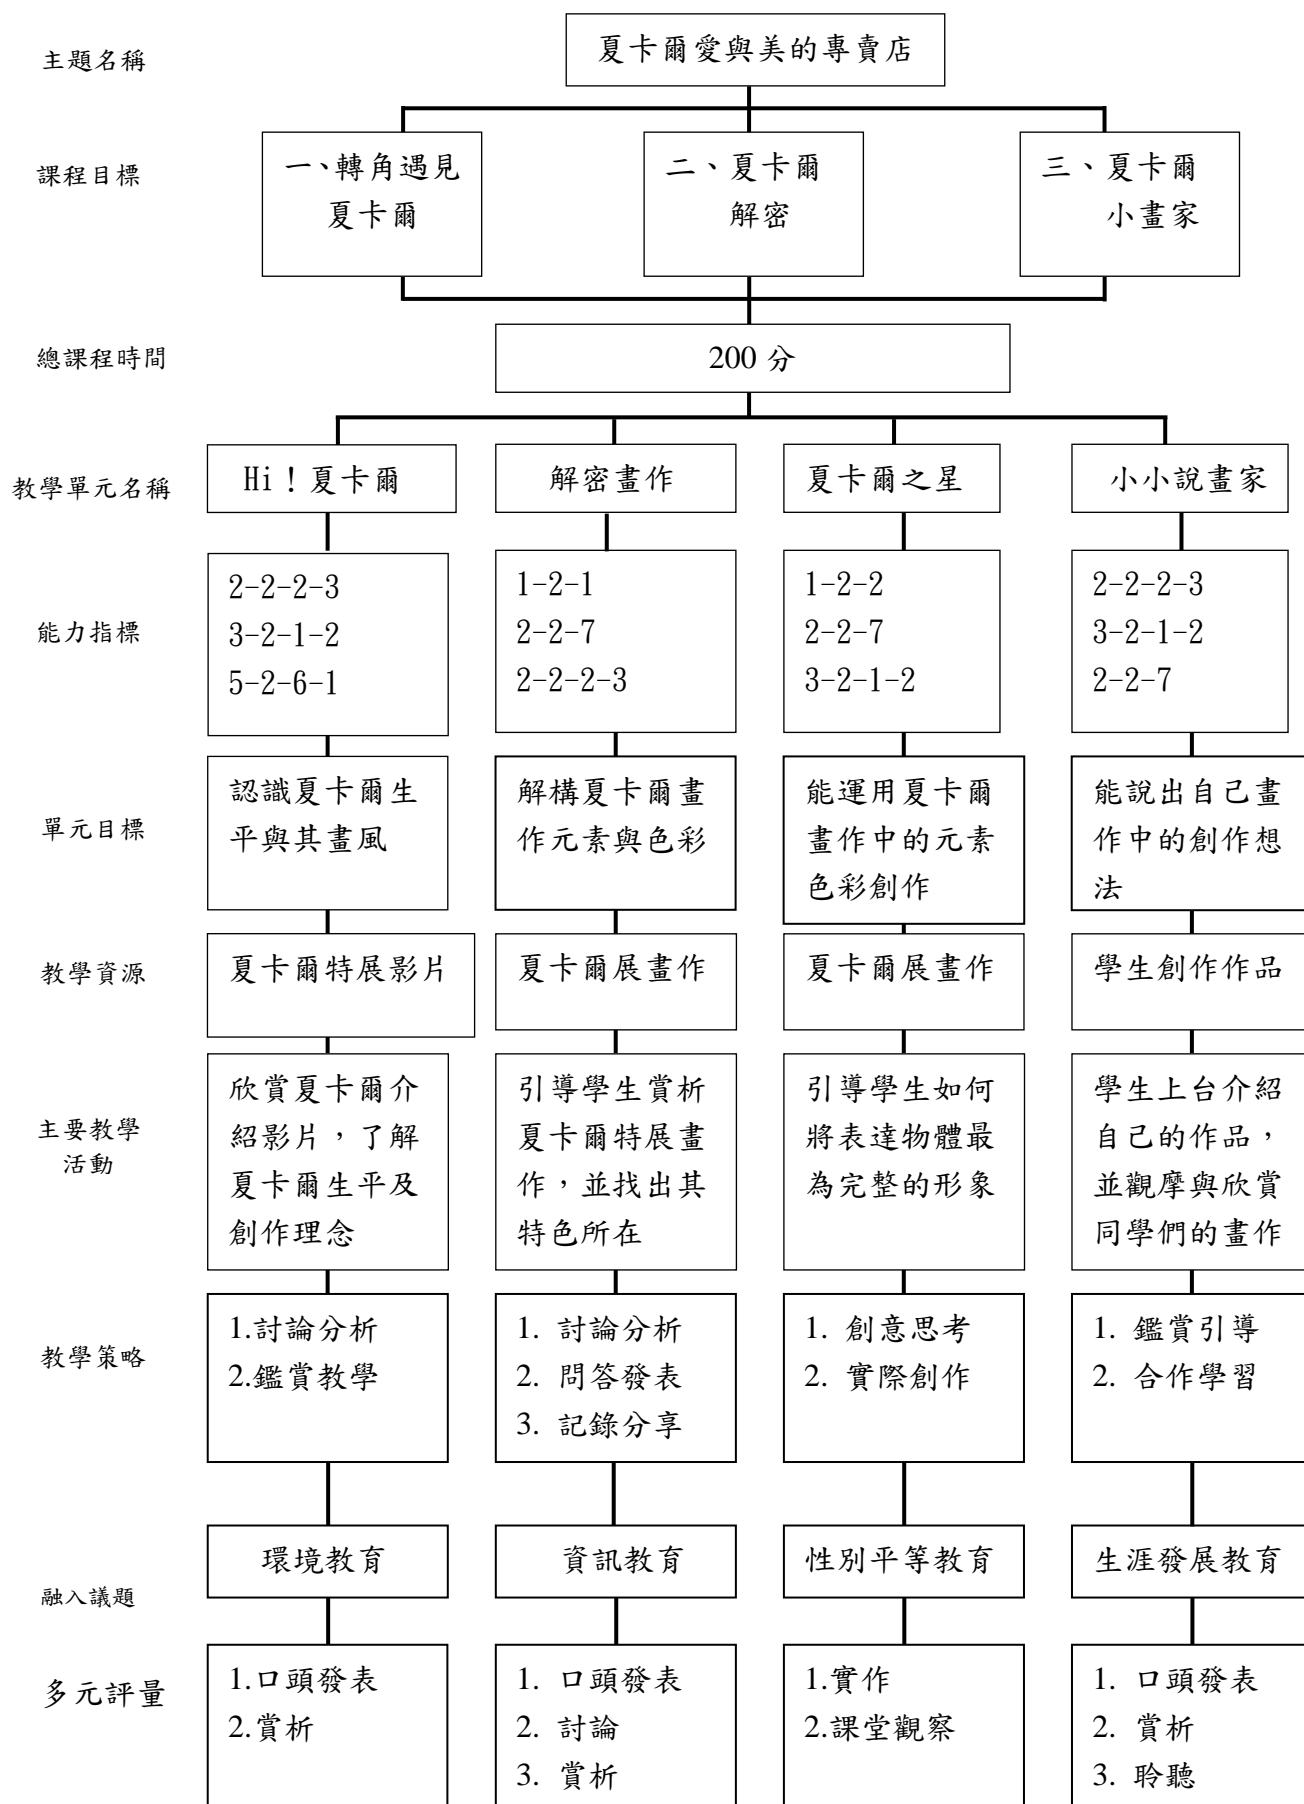 主題名稱
夏卡爾愛與美的專賣店
課程目標
一、轉角遇見
夏卡爾
二、夏卡爾
解密
三、夏卡爾
小畫家
總課程時間
200 分
教學單元名稱
Hi！夏卡爾
解密畫作
夏卡爾之星
小小說畫家
能力指標
2-2-2-3
3-2-1-2
5-2-6-1
1-2-1
2-2-7
2-2-2-3
1-2-2
2-2-7
3-2-1-2
2-2-2-3
3-2-1-2
2-2-7
單元目標
認識夏卡爾生
平與其畫風
解構夏卡爾畫
作元素與色彩
能運用夏卡爾
畫作中的元素
色彩創作
能說出自己畫
作中的創作想
法
教學資源
夏卡爾特展影片
夏卡爾展畫作
夏卡爾展畫作
學生創作作品
主要教學
活動
欣賞夏卡爾介
紹影片，了解
夏卡爾生平及
創作理念
引導學生賞析
夏卡爾特展畫
作，並找出其
特色所在
引導學生如何
將表達物體最
為完整的形象
學生上台介紹
自己的作品，
並觀摩與欣賞
同學們的畫作
教學策略
1.討論分析
2.鑑賞教學
1. 討論分析
2. 問答發表
3. 記錄分享
1. 創意思考
2. 實際創作
1. 鑑賞引導
2. 合作學習
融入議題
環境教育
資訊教育
性別平等教育
生涯發展教育
多元評量
1.口頭發表
2.賞析
1. 口頭發表
2. 討論
3. 賞析
1.實作
2.課堂觀察
1. 口頭發表
2. 賞析
3. 聆聽